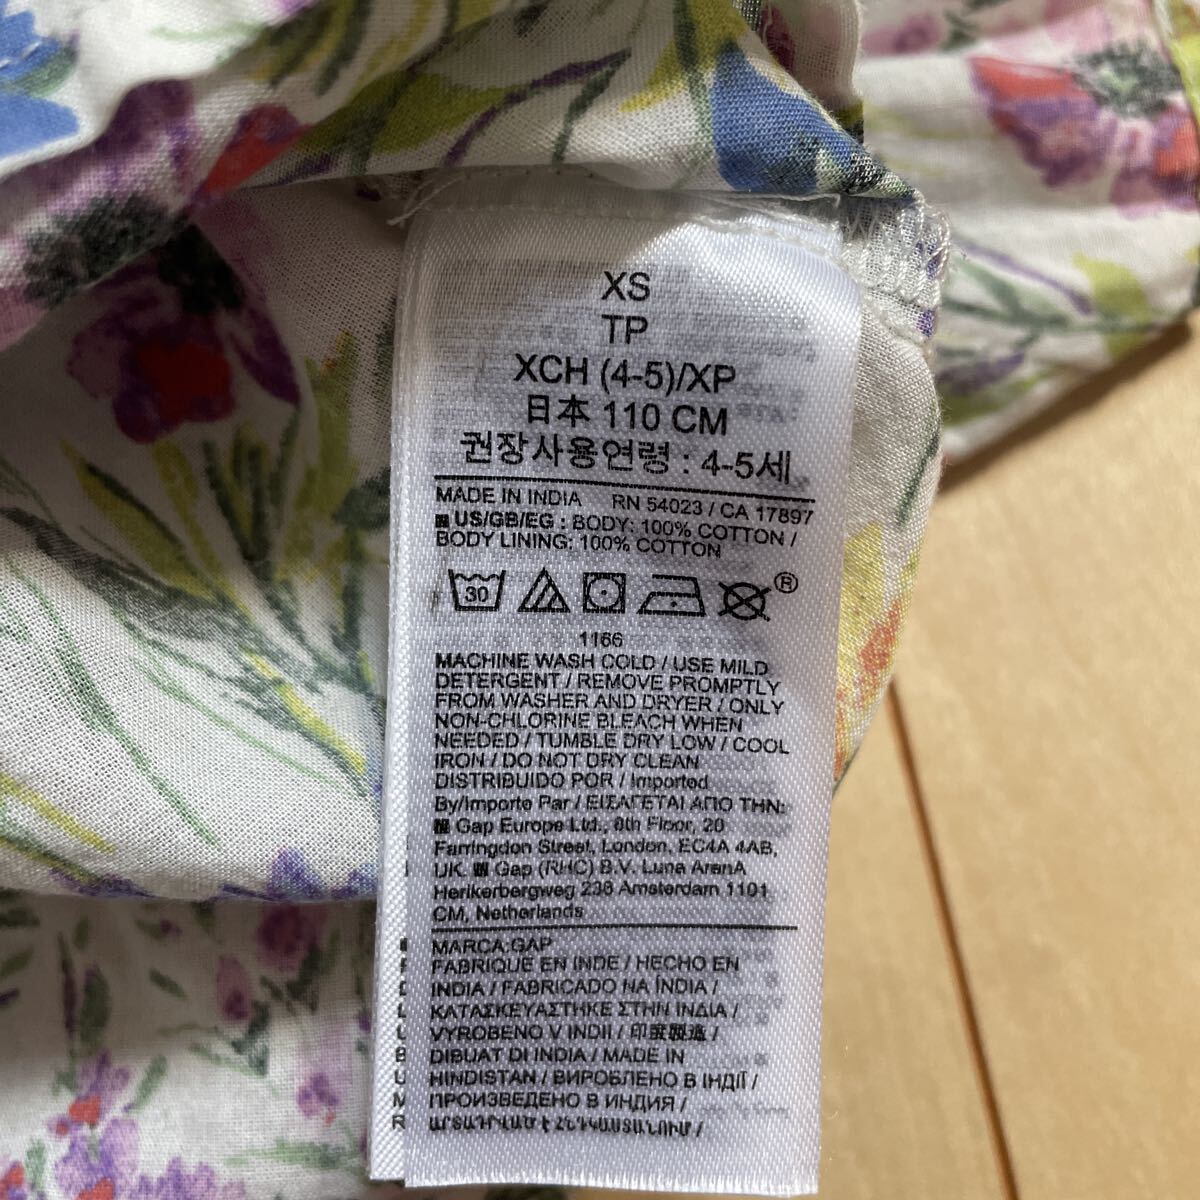 XS
TP
XCH (4-5)/XP
日本 110 CM
권장사용연령 : 4-5세
MADE IN INDIA RN 54023 / CA 17897
US/GB/EG : BODY: 100% COTTON /
BODY LINING: 100% COTTON
30 ®
1166
MACHINE WASH COLD / USE MILD
DETERGENT / REMOVE PROMPTLY
FROM WASHER AND DRYER / ONLY
NON-CHLORINE BLEACH WHEN
NEEDED / TUMBLE DRY LOW / COOL
IRON / DO NOT DRY CLEAN
DISTRIBUIDO POR / Imported
By/Importe Par / ΕΙΣΑΓΕΤΑΙ ΑΠΟ ΤΗΝ:
Gap Europe Ltd., 8th Floor, 20
Farringdon Street, London, EC4A 4AB,
UK. Gap (RHC) B.V. Luna ArenA
Herikerbergweg 238 Amsterdam 1101
CM, Netherlands
MARCA:GAP
FABRIQUE EN INDE / HECHO EN
INDIA / FABRICADO NA ÍNDIA /
ΚΑΤΑΣΚΕΥΑΣΤΗΚΕ ΣΤΗΝ ΙΝΔΙΑ /
VYROBENO V INDII / 印度製造 /
DIBUAT DI INDIA / MADE IN
HINDISTAN / ВИРОБЛЕНО В ІНДІЇ /
ПРОИЗВЕДЕНО В ИНДИЯ /
ԱՐՏԱԴՐՎԱԾ Է ՀՆԴԿԱՍՏԱՆՈՒՄ /